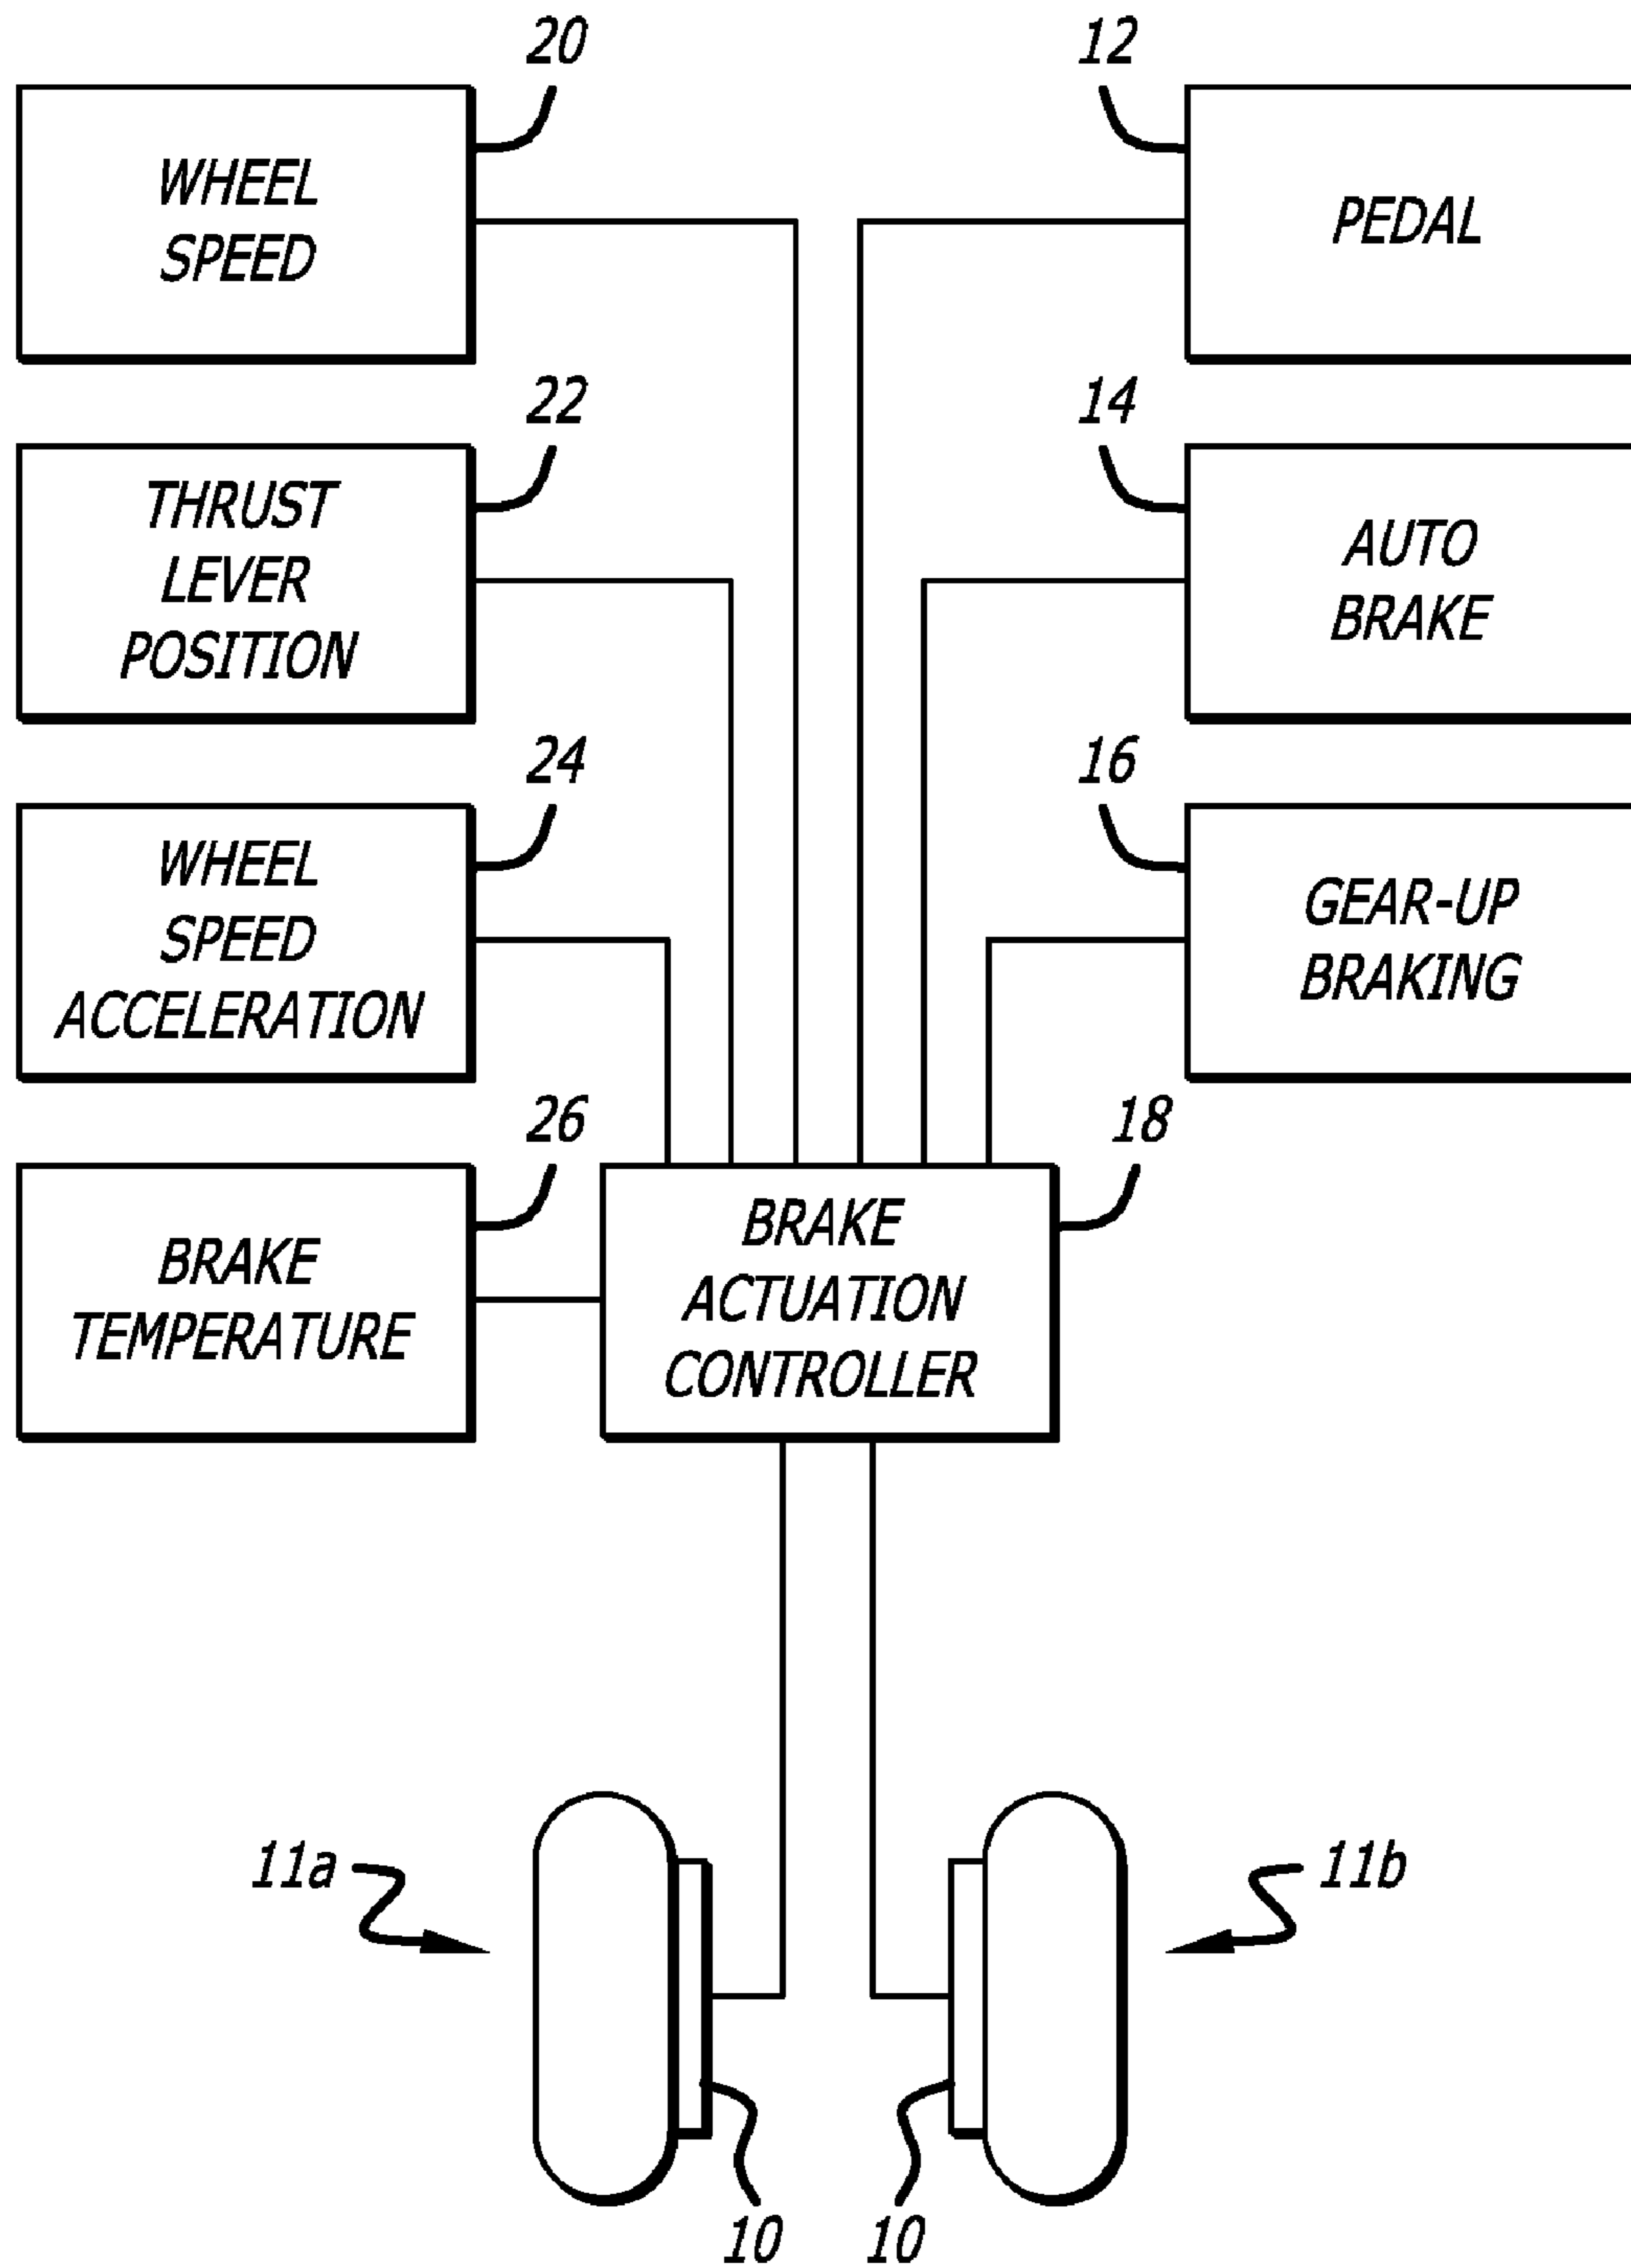 20
12
WHEEL
SPEED
PEDAL
22
14
THRUST
LEVER
POSITION
AUTO
BRAKE
24
16
WHEEL
SPEED
ACCELERATION
GEAR-UP
BRAKING
26
18
BRAKE
TEMPERATURE
BRAKE
ACTUATION
CONTROLLER
11a
11b
10
10